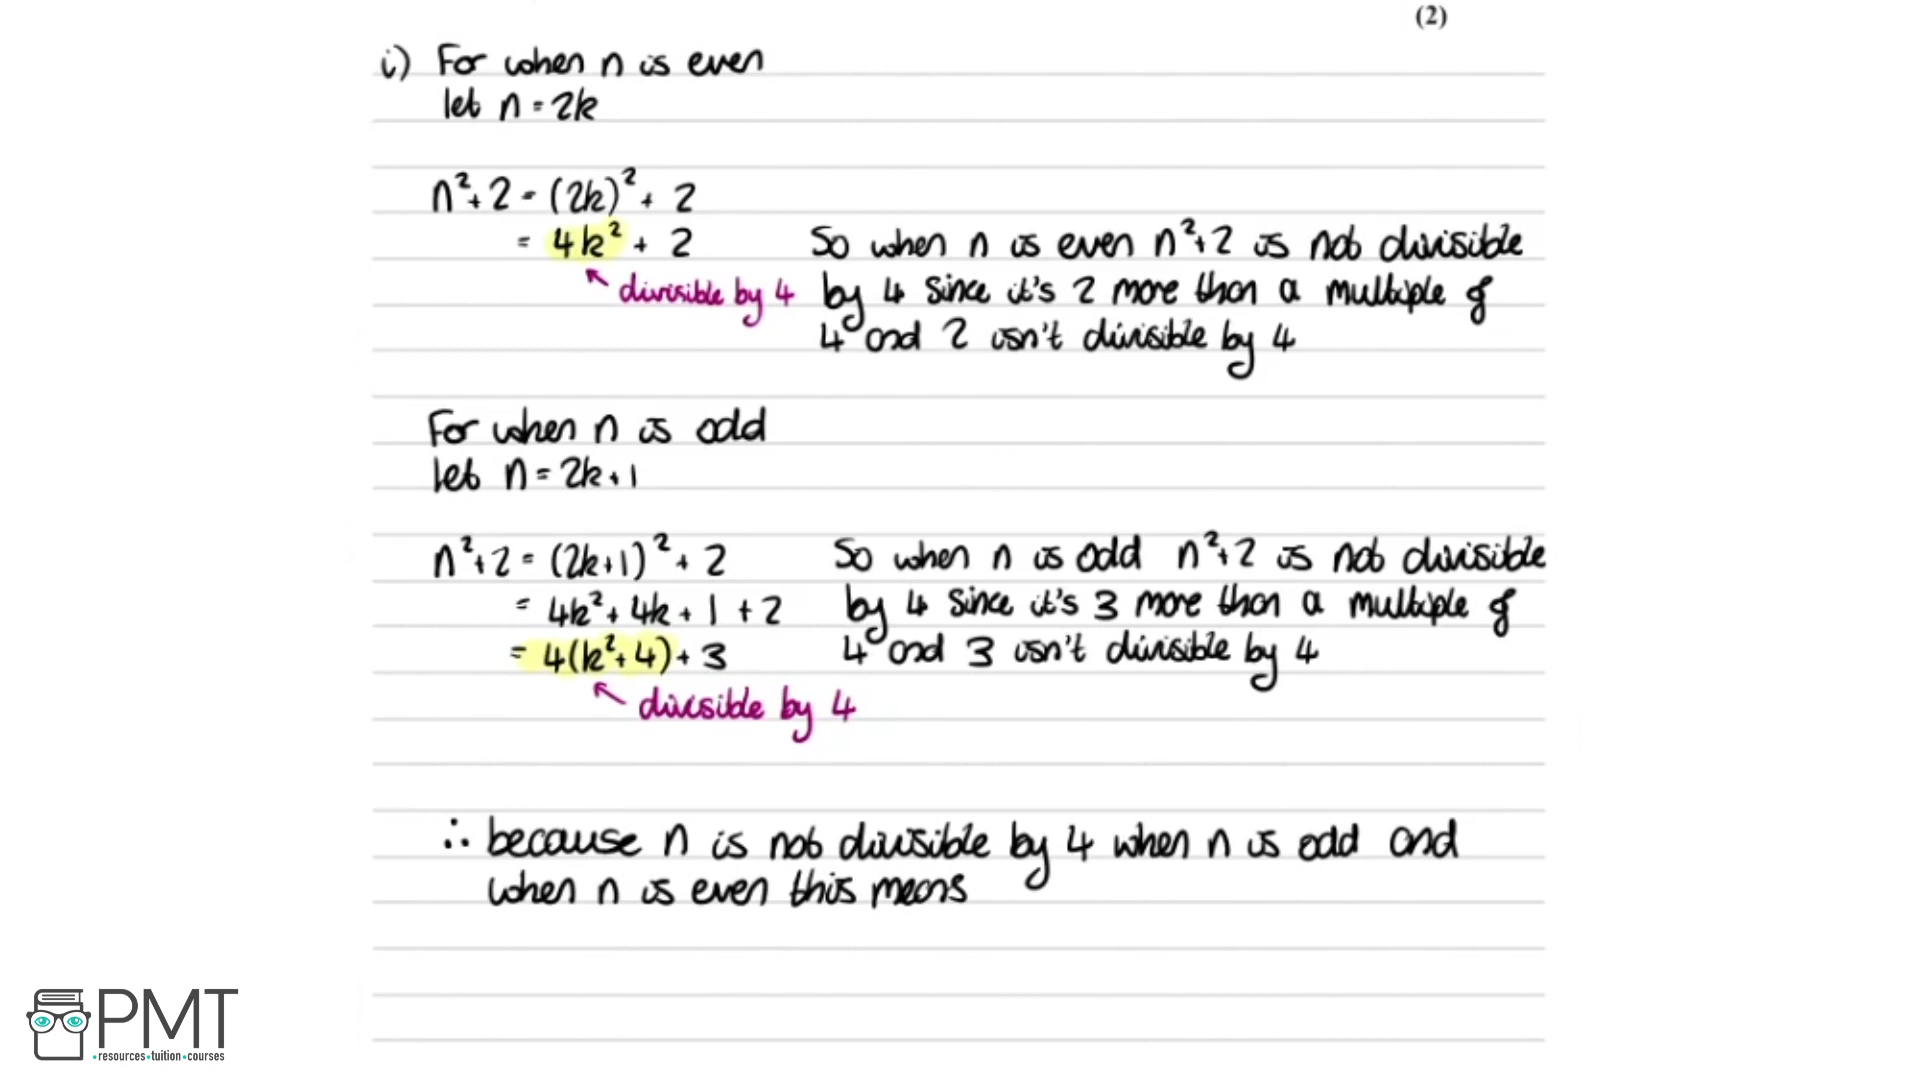 (2)
i) For when n is even
let n = 2k
n²+2 = (2k)² + 2
= 4k² + 2
divisible by 4
So when n is even n²+2 is not divisible
by 4 since it's 2 more than a multiple of
4 and 2 isn't divisible by 4
For when n is odd
let n = 2k+1
n²+2 = (2k+1)² + 2
= 4k² + 4k + 1 + 2
= 4(k²+4) + 3
divisible by 4
So when n is odd n²+2 is not divisible
by 4 since it's 3 more than a multiple of
4 and 3 isn't divisible by 4
∴ because n is not divisible by 4 when n is odd and
when n is even this means
PMT
•resources•tuition•courses